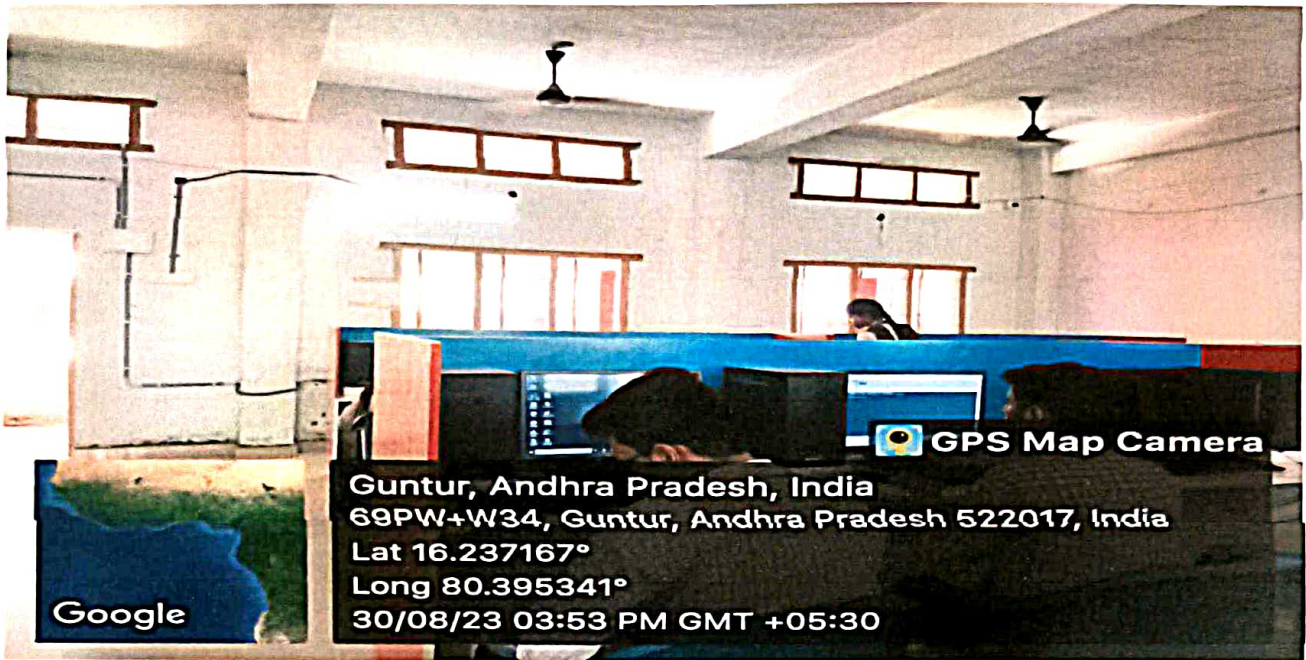 GPS Map Camera
Guntur, Andhra Pradesh, India
69PW+W34, Guntur, Andhra Pradesh 522017, India
Lat 16.237167°
Long 80.395341°
30/08/23 03:53 PM GMT +05:30
Google